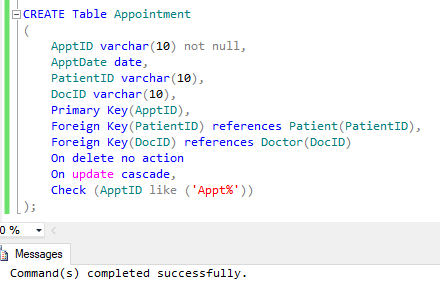 CREATE Table Appointment
(
ApptID varchar(10) not null,
ApptDate date,
PatientID varchar(10),
DocID varchar(10),
Primary Key(ApptID),
Foreign Key(PatientID) references Patient(PatientID),
Foreign Key(DocID) references Doctor(DocID)
On delete no action
On update cascade,
Check (ApptID like ('Appt%'))
);
0 %
Messages
Command(s) completed successfully.